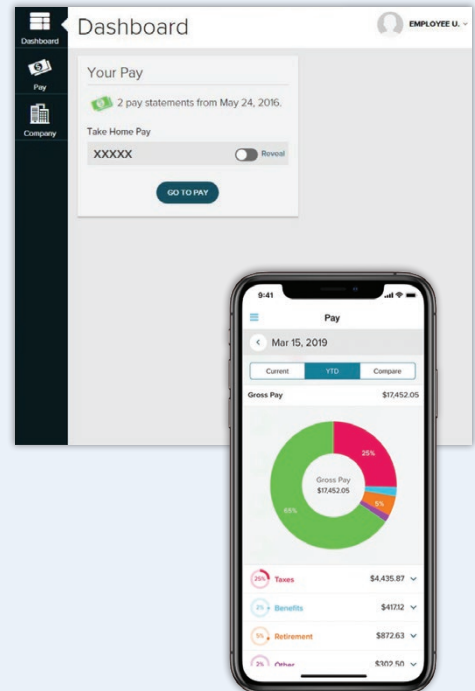 Dashboard
EMPLOYEE U.
Dashboard
Pay
Company
Your Pay
2 pay statements from May 24, 2016.
Take Home Pay
XXXXX
Reveal
GO TO PAY
9:41
Pay
Mar 15, 2019
Current YTD Compare
Gross Pay $17,452.05
25%
Gross Pay
$17,452.05
5%
65%
25% Taxes $4,435.87
2% Benefits $417.12
5% Retirement $872.63
2% Other $302.50